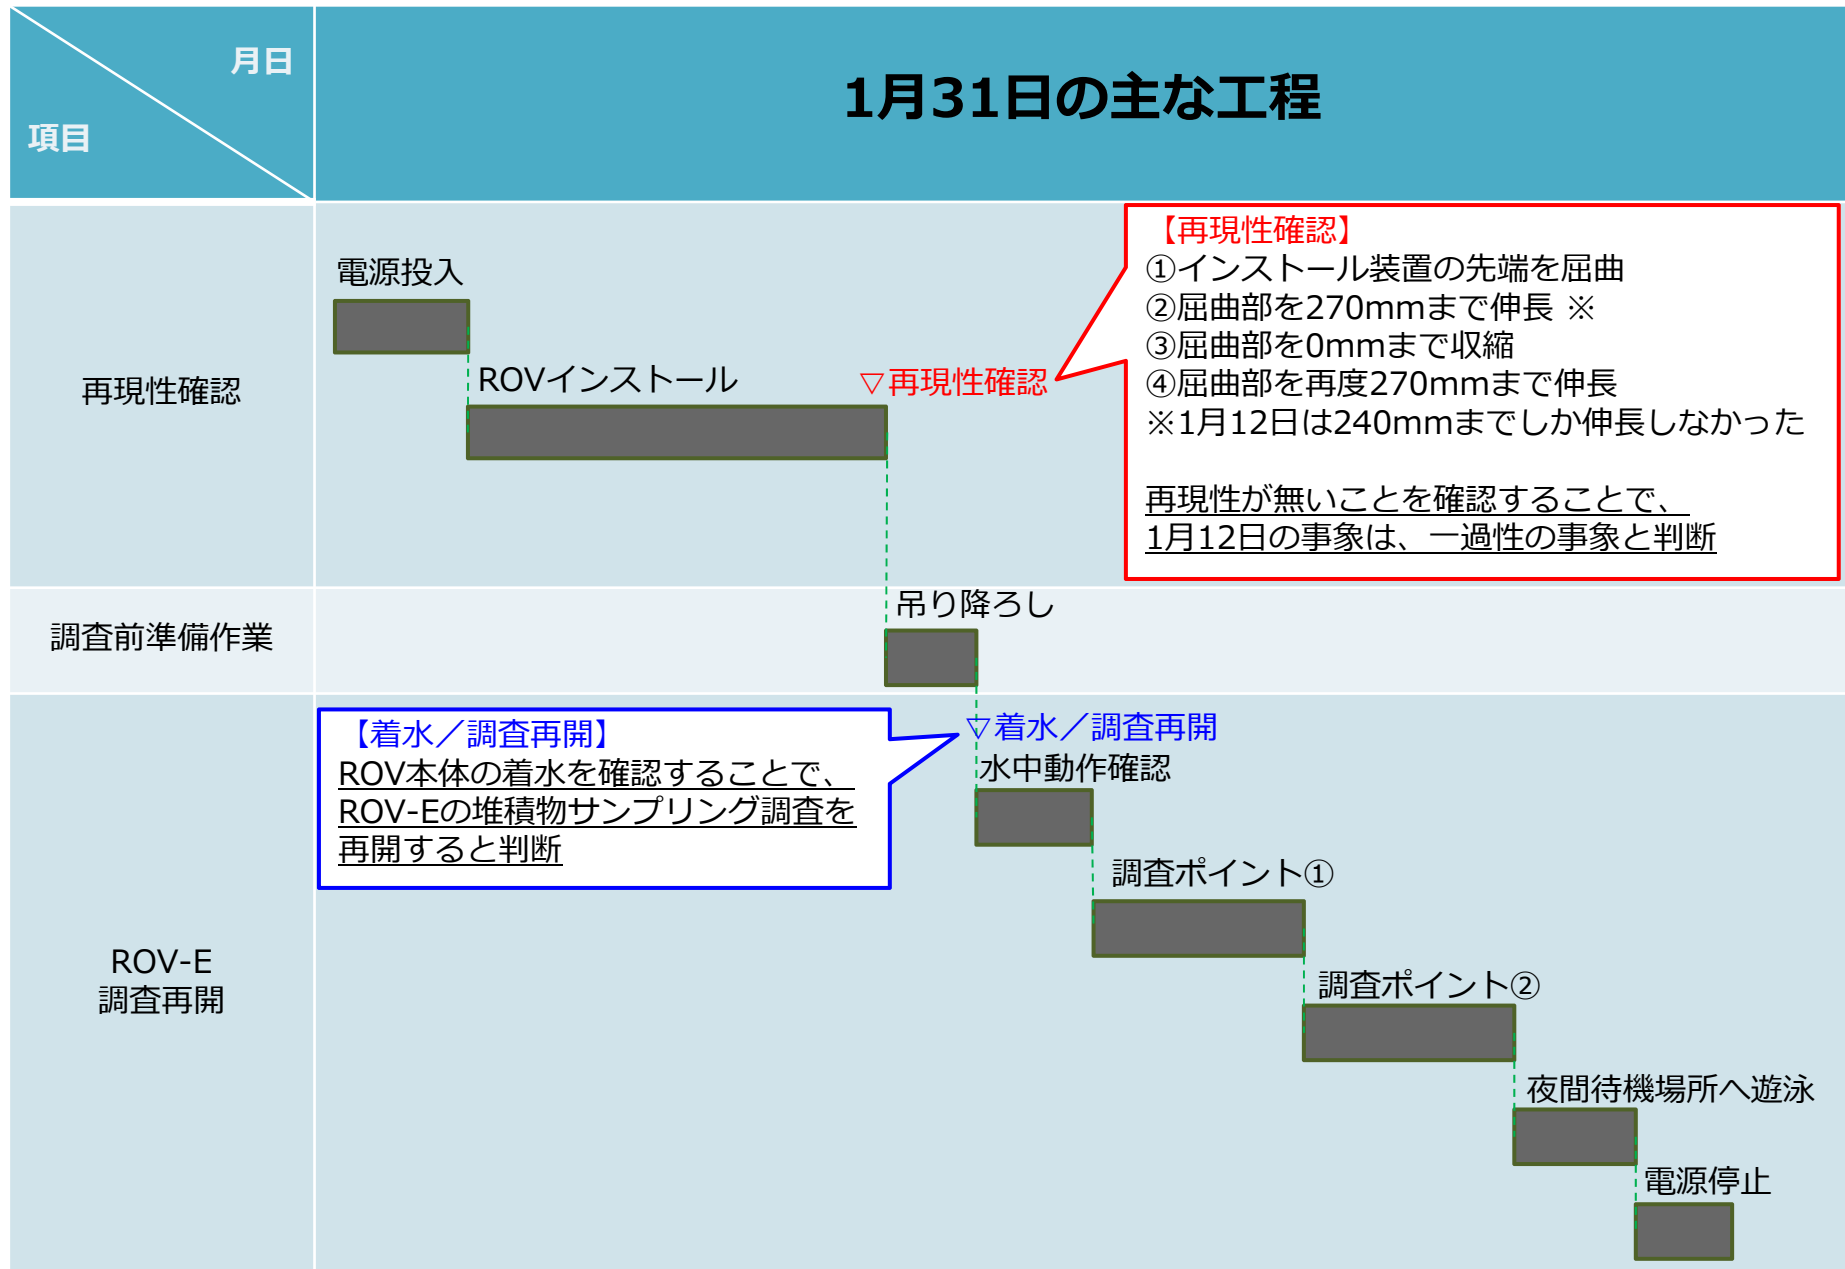 月日
項目
1月31日の主な工程
再現性確認
電源投入
ROVインストール
▽再現性確認
【再現性確認】
①インストール装置の先端を屈曲
②屈曲部を270mmまで伸長 ※
③屈曲部を0mmまで収縮
④屈曲部を再度270mmまで伸長
※1月12日は240mmまでしか伸長しなかった
再現性が無いことを確認することで、
1月12日の事象は、一過性の事象と判断
調査前準備作業
吊り降ろし
ROV-E
調査再開
【着水／調査再開】
ROV本体の着水を確認することで、
ROV-Eの堆積物サンプリング調査を
再開すると判断
▽着水／調査再開
水中動作確認
調査ポイント①
調査ポイント②
夜間待機場所へ遊泳
電源停止